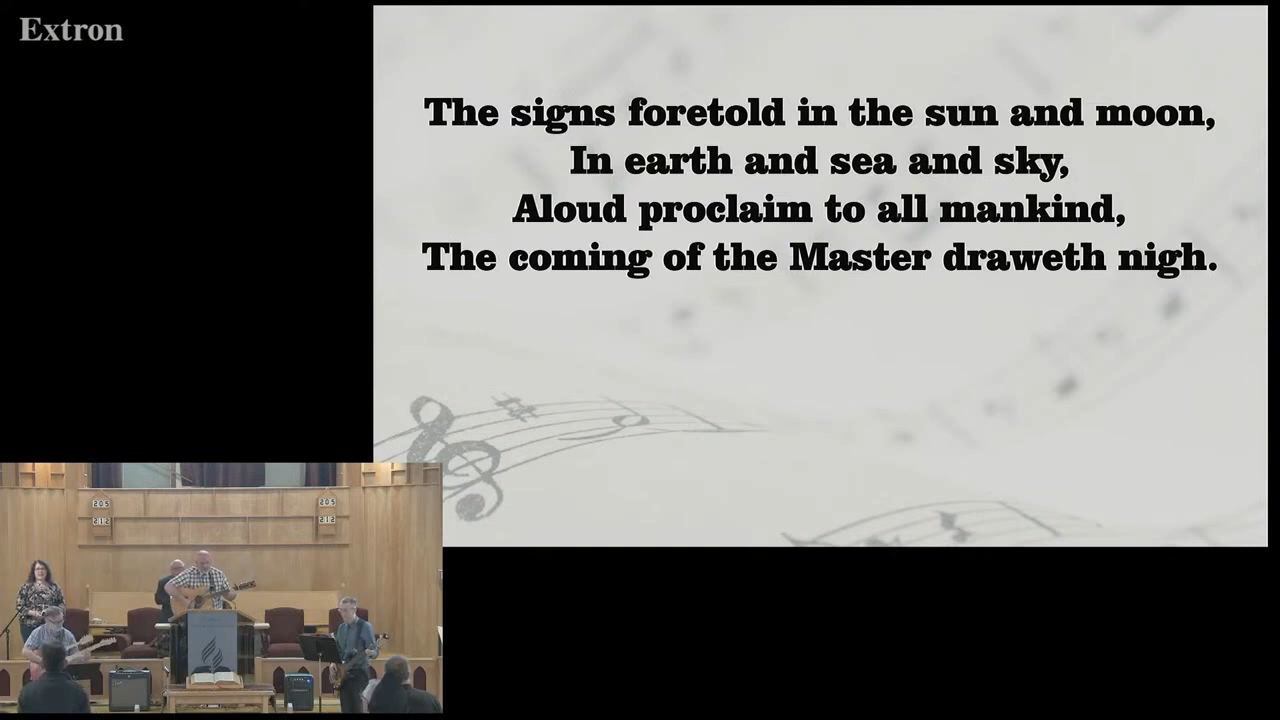 Extron
The signs foretold in the sun and moon,
In earth and sea and sky,
Aloud proclaim to all mankind,
The coming of the Master draweth nigh.
205
212
205
212